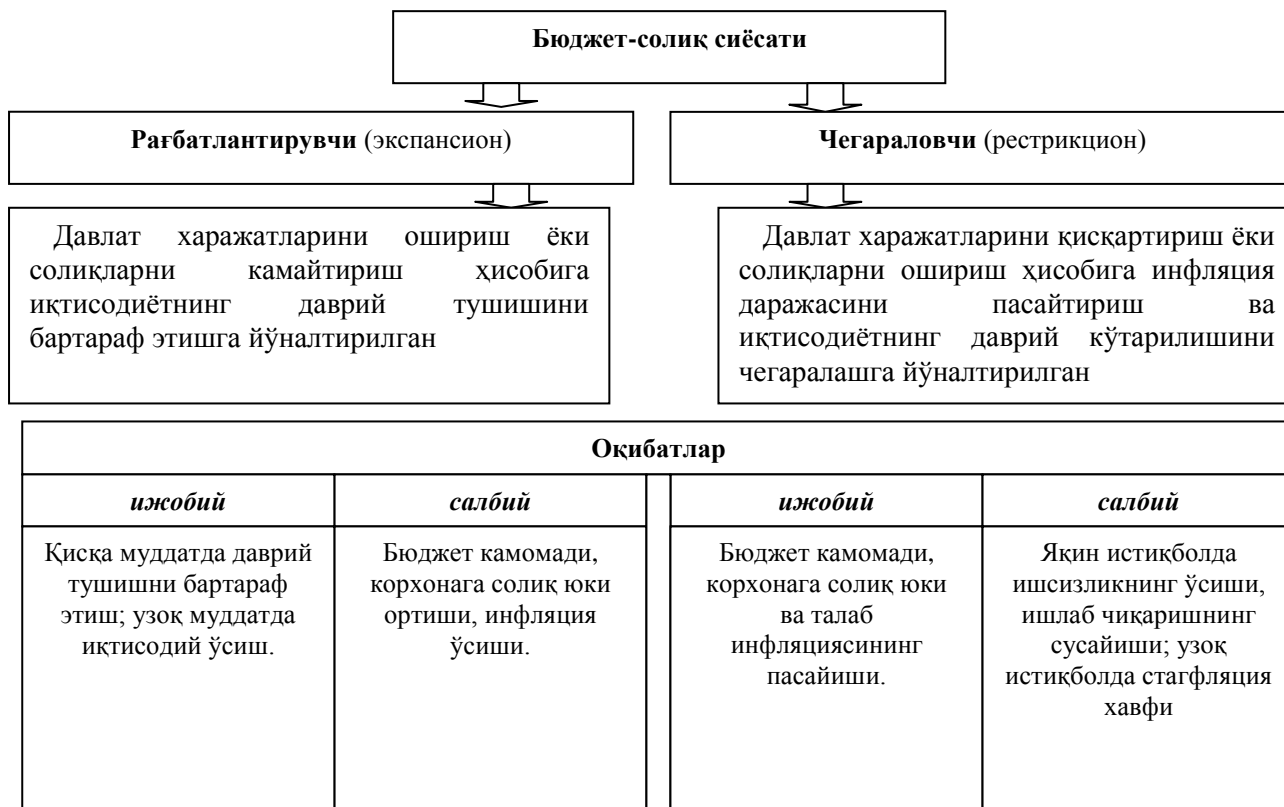 Бюджет-солиқ сиёсати
Рағбатлантирувчи (экспансион)
Чегараловчи (рестрикцион)
Давлат харажатларини ошириш ёки
солиқларни камайтириш ҳисобига
иқтисодиётнинг даврий тушишини
бартараф этишга йўналтирилган
Давлат харажатларини қисқартириш ёки
солиқларни ошириш ҳисобига инфляция
даражасини пасайтириш ва
иқтисодиётнинг даврий кўтарилишини
чегаралашга йўналтирилган
Оқибатлар
ижобий
салбий
ижобий
салбий
Қисқа муддатда даврий
тушишни бартараф
этиш; узоқ муддатда
иқтисодий ўсиш.
Бюджет камомади,
корхонага солиқ юки
ортиши, инфляция
ўсиши.
Бюджет камомади,
корхонага солиқ юки
ва талаб
инфляциясининг
пасайиши.
Яқин истиқболда
ишсизликнинг ўсиши,
ишлаб чиқаришнинг
сусайиши; узоқ
истиқболда стагфляция
хавфи